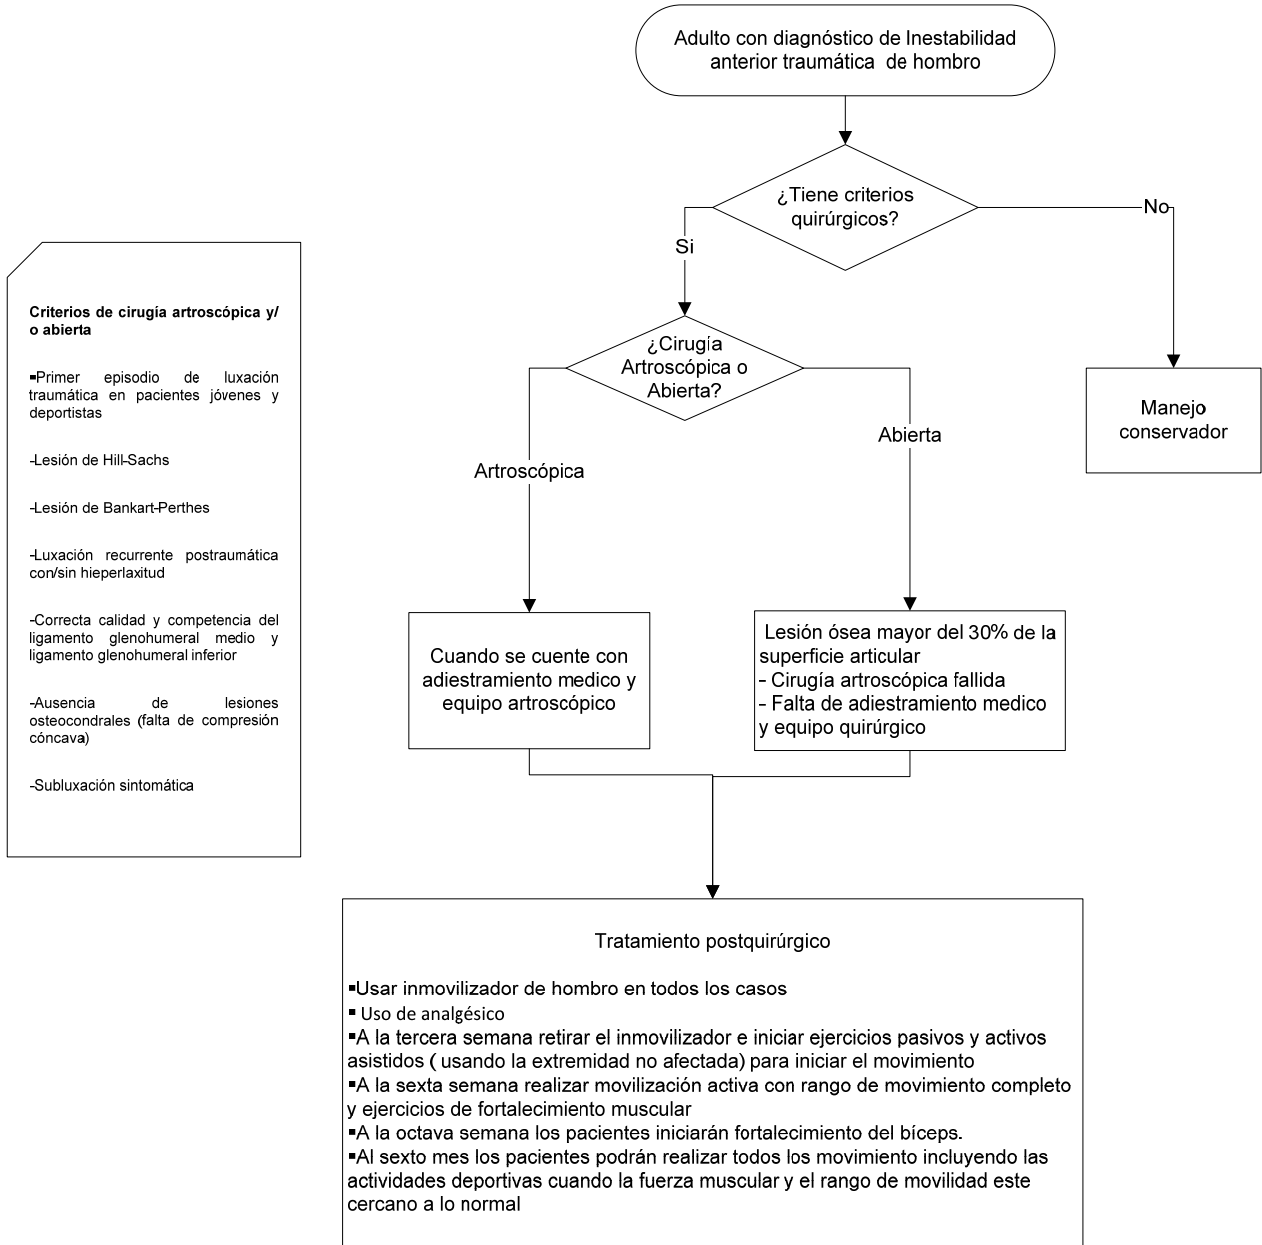 Adulto con diagnóstico de Inestabilidad
anterior traumática de hombro
¿Tiene criterios
quirúrgicos?
No
Si
Criterios de cirugía artroscópica y/
o abierta
▪Primer episodio de luxación
traumática en pacientes jóvenes y
deportistas
-Lesión de Hill-Sachs
-Lesión de Bankart-Perthes
-Luxación recurrente postraumática
con/sin hieperlaxitud
-Correcta calidad y competencia del
ligamento glenohumeral medio y
ligamento glenohumeral inferior
-Ausencia de lesiones
osteocondrales (falta de compresión
cóncava)
-Subluxación sintomática
¿Cirugía
Artroscópica o
Abierta?
Manejo
conservador
Abierta
Artroscópica
Cuando se cuente con
adiestramiento medico y
equipo artroscópico
Lesión ósea mayor del 30% de la
superficie articular
- Cirugía artroscópica fallida
- Falta de adiestramiento medico
y equipo quirúrgico
Tratamiento postquirúrgico
▪Usar inmovilizador de hombro en todos los casos
▪ Uso de analgésico
▪A la tercera semana retirar el inmovilizador e iniciar ejercicios pasivos y activos
asistidos ( usando la extremidad no afectada) para iniciar el movimiento
▪A la sexta semana realizar movilización activa con rango de movimiento completo
y ejercicios de fortalecimiento muscular
▪A la octava semana los pacientes iniciarán fortalecimiento del bíceps.
▪Al sexto mes los pacientes podrán realizar todos los movimiento incluyendo las
actividades deportivas cuando la fuerza muscular y el rango de movilidad este
cercano a lo normal